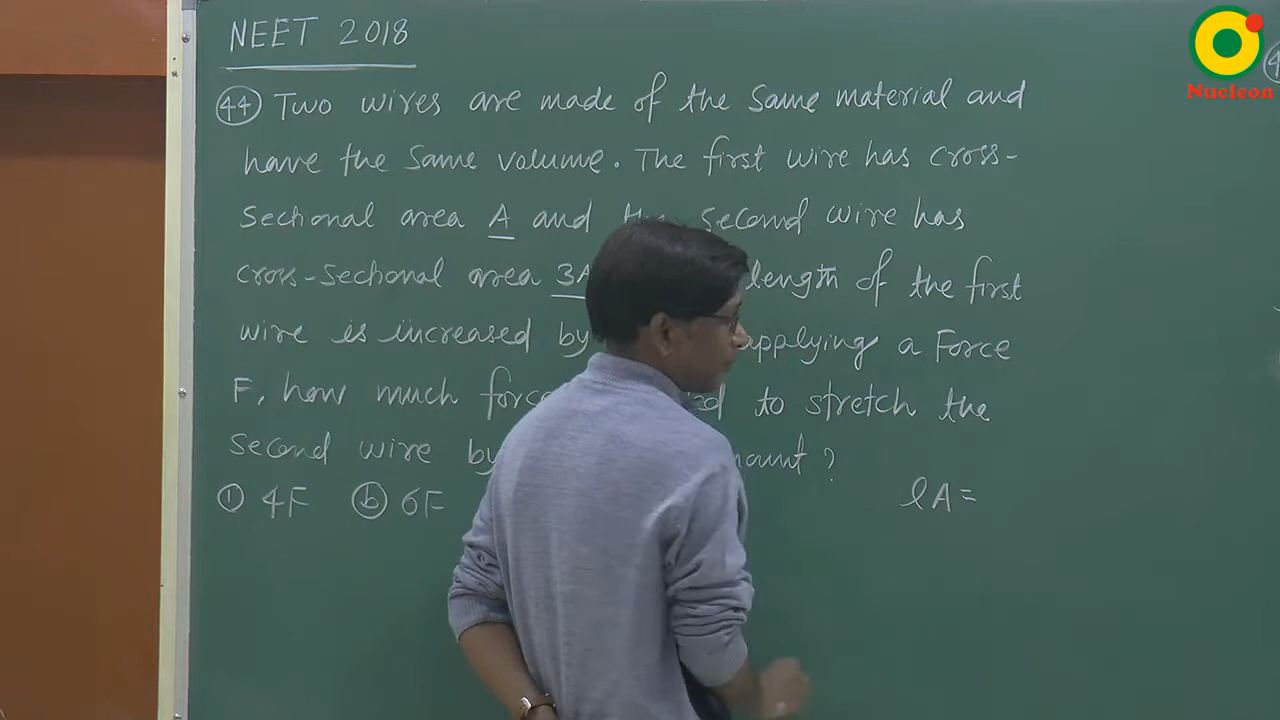 NEET 2018
Nucleon
44 Two wires are made of the same material and
have the same volume. The first wire has cross-
sectional area A and second wire has
cross-sectional area 3A length of the first
wire is increased by applying a Force
F, how much force to stretch the
second wire by ?
① 4F ⓑ 6F
lA=